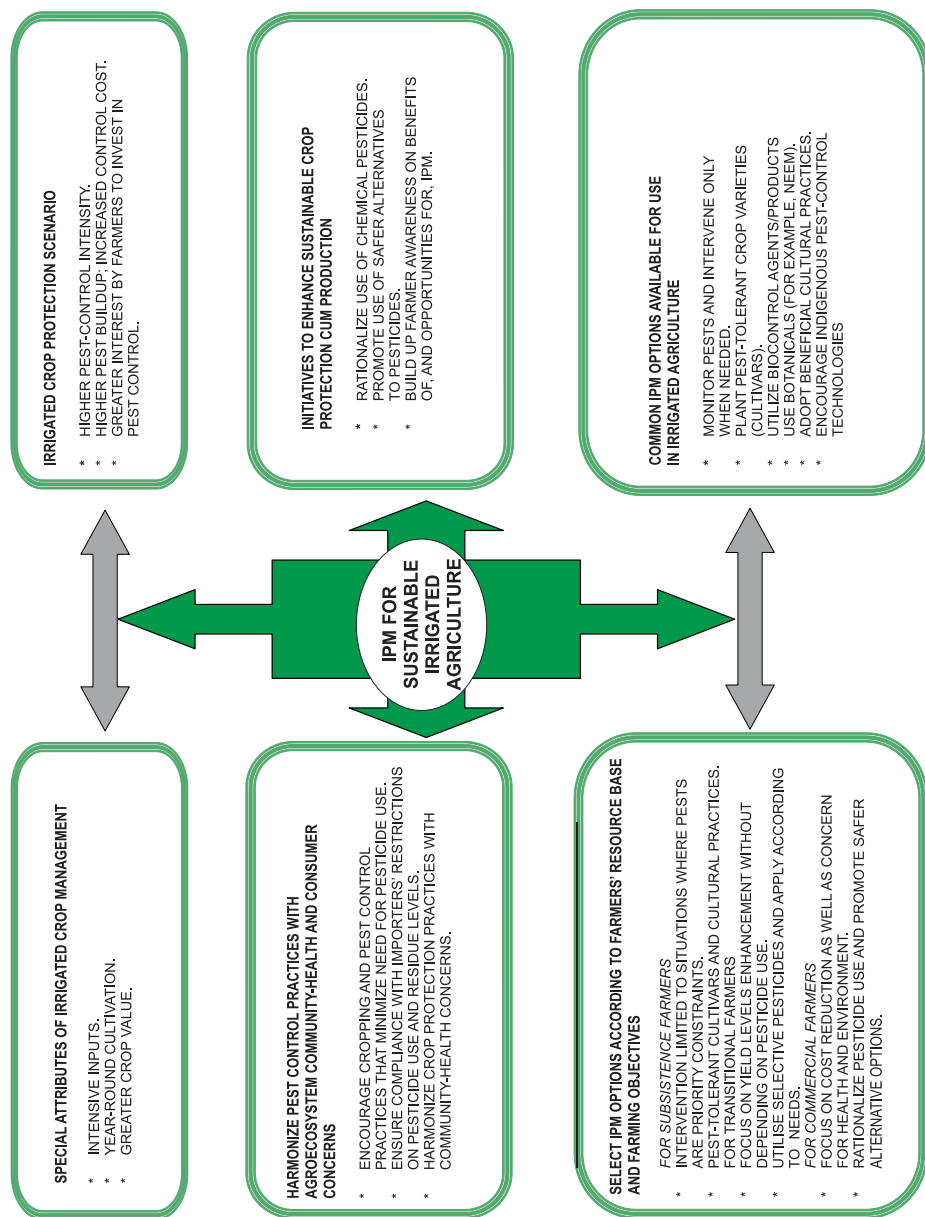 SPECIAL ATTRIBUTES OF IRRIGATED CROP MANAGEMENT
* INTENSIVE INPUTS.
* YEAR-ROUND CULTIVATION.
* GREATER CROP VALUE.
IRRIGATED CROP PROTECTION SCENARIO
* HIGHER PEST-CONTROL INTENSITY.
* HIGHER PEST BUILDUP; INCREASED CONTROL COST.
* GREATER INTEREST BY FARMERS TO INVEST IN
PEST CONTROL.
HARMONIZE PEST CONTROL PRACTICES WITH
AGROECOSYSTEM COMMUNITY-HEALTH AND CONSUMER
CONCERNS
* ENCOURAGE CROPPING AND PEST CONTROL
PRACTICES THAT MINIMIZE NEED FOR PESTICIDE USE.
* ENSURE COMPLIANCE WITH IMPORTERS' RESTRICTIONS
ON PESTICIDE USE AND RESIDUE LEVELS.
* HARMONIZE CROP PROTECTION PRACTICES WITH
COMMUNITY-HEALTH CONCERNS.
IPM FOR
SUSTAINABLE
IRRIGATED
AGRICULTURE
INITIATIVES TO ENHANCE SUSTAINABLE CROP
PROTECTION CUM PRODUCTION
* RATIONALIZE USE OF CHEMICAL PESTICIDES.
* PROMOTE USE OF SAFER ALTERNATIVES
TO PESTICIDES.
* BUILD UP FARMER AWARENESS ON BENEFITS
OF, AND OPPORTUNITIES FOR, IPM.
SELECT IPM OPTIONS ACCORDING TO FARMERS' RESOURCE BASE
AND FARMING OBJECTIVES
FOR SUBSISTENCE FARMERS
* INTERVENTION LIMITED TO SITUATIONS WHERE PESTS
ARE PRIORITY CONSTRAINTS.
* PEST-TOLERANT CULTIVARS AND CULTURAL PRACTICES.
FOR TRANSITIONAL FARMERS
* FOCUS ON YIELD LEVELS ENHANCEMENT WITHOUT
DEPENDING ON PESTICIDE USE.
* UTILISE SELECTIVE PESTICIDES AND APPLY ACCORDING
TO NEEDS.
FOR COMMERCIAL FARMERS
* FOCUS ON COST REDUCTION AS WELL AS CONCERN
FOR HEALTH AND ENVIRONMENT.
* RATIONALIZE PESTICIDE USE AND PROMOTE SAFER
ALTERNATIVE OPTIONS.
COMMON IPM OPTIONS AVAILABLE FOR USE
IN IRRIGATED AGRICULTURE
* MONITOR PESTS AND INTERVENE ONLY
WHEN NEEDED.
* PLANT PEST-TOLERANT CROP VARIETIES
(CULTIVARS).
* UTILIZE BIOCONTROL AGENTS/PRODUCTS
* USE BOTANICALS (FOR EXAMPLE, NEEM).
* ADOPT BENEFICIAL CULTURAL PRACTICES.
* ENCOURAGE INDIGENOUS PEST-CONTROL
TECHNOLOGIES